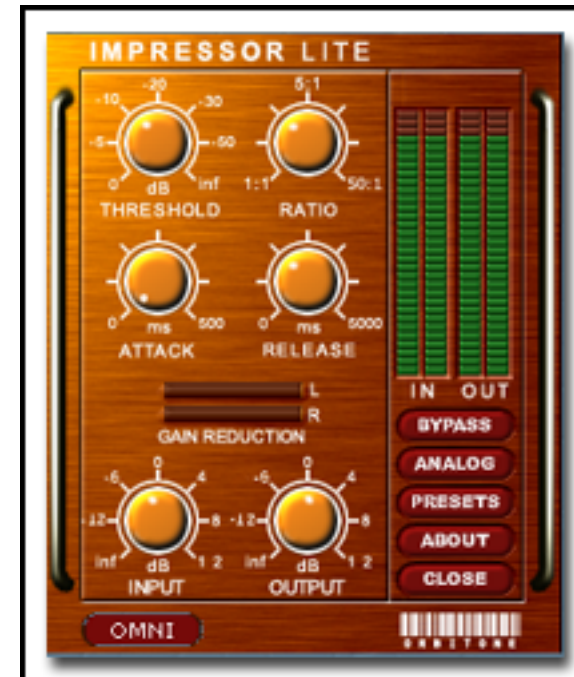 IMPRESSOR LITE
-20
-10 -30
-5 -50
0 dB inf
THRESHOLD
5:1
1:1 50:1
RATIO
0 ms 500
ATTACK
0 ms 5000
RELEASE
L
R
GAIN REDUCTION
0
-6 4
-12 8
inf dB 12
INPUT
0
-6 4
-12 8
inf dB 12
OUTPUT
IN OUT
BYPASS
ANALOG
PRESETS
ABOUT
CLOSE
OMNI
ORBITONE